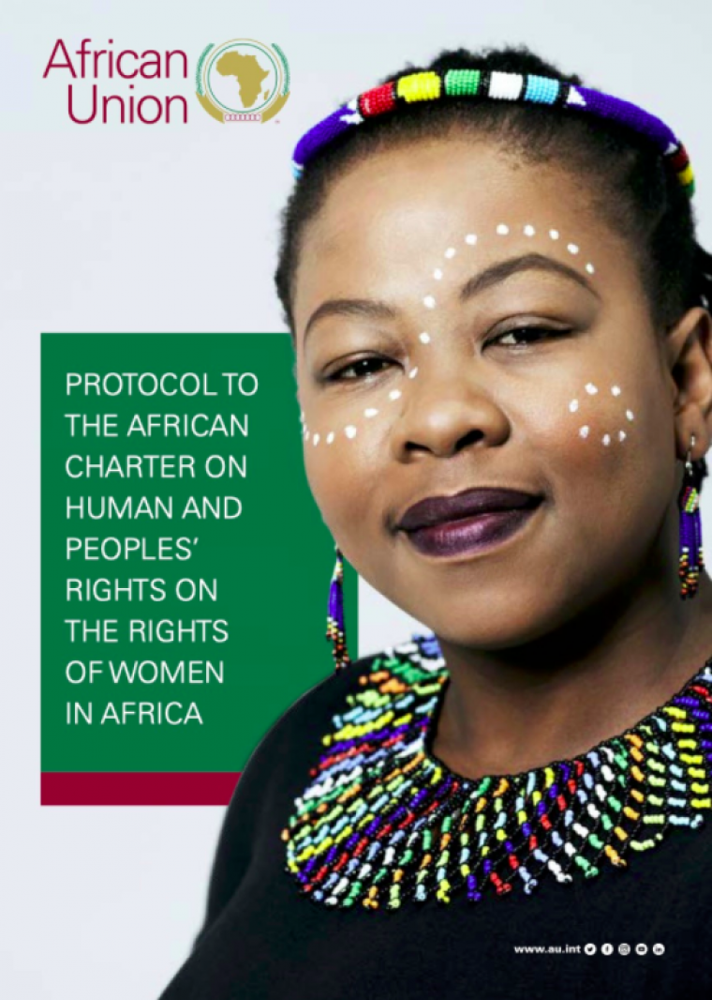 African
Union
PROTOCOL TO
THE AFRICAN
CHARTER ON
HUMAN AND
PEOPLES’
RIGHTS ON
THE RIGHTS
OF WOMEN
IN AFRICA
www.au.int